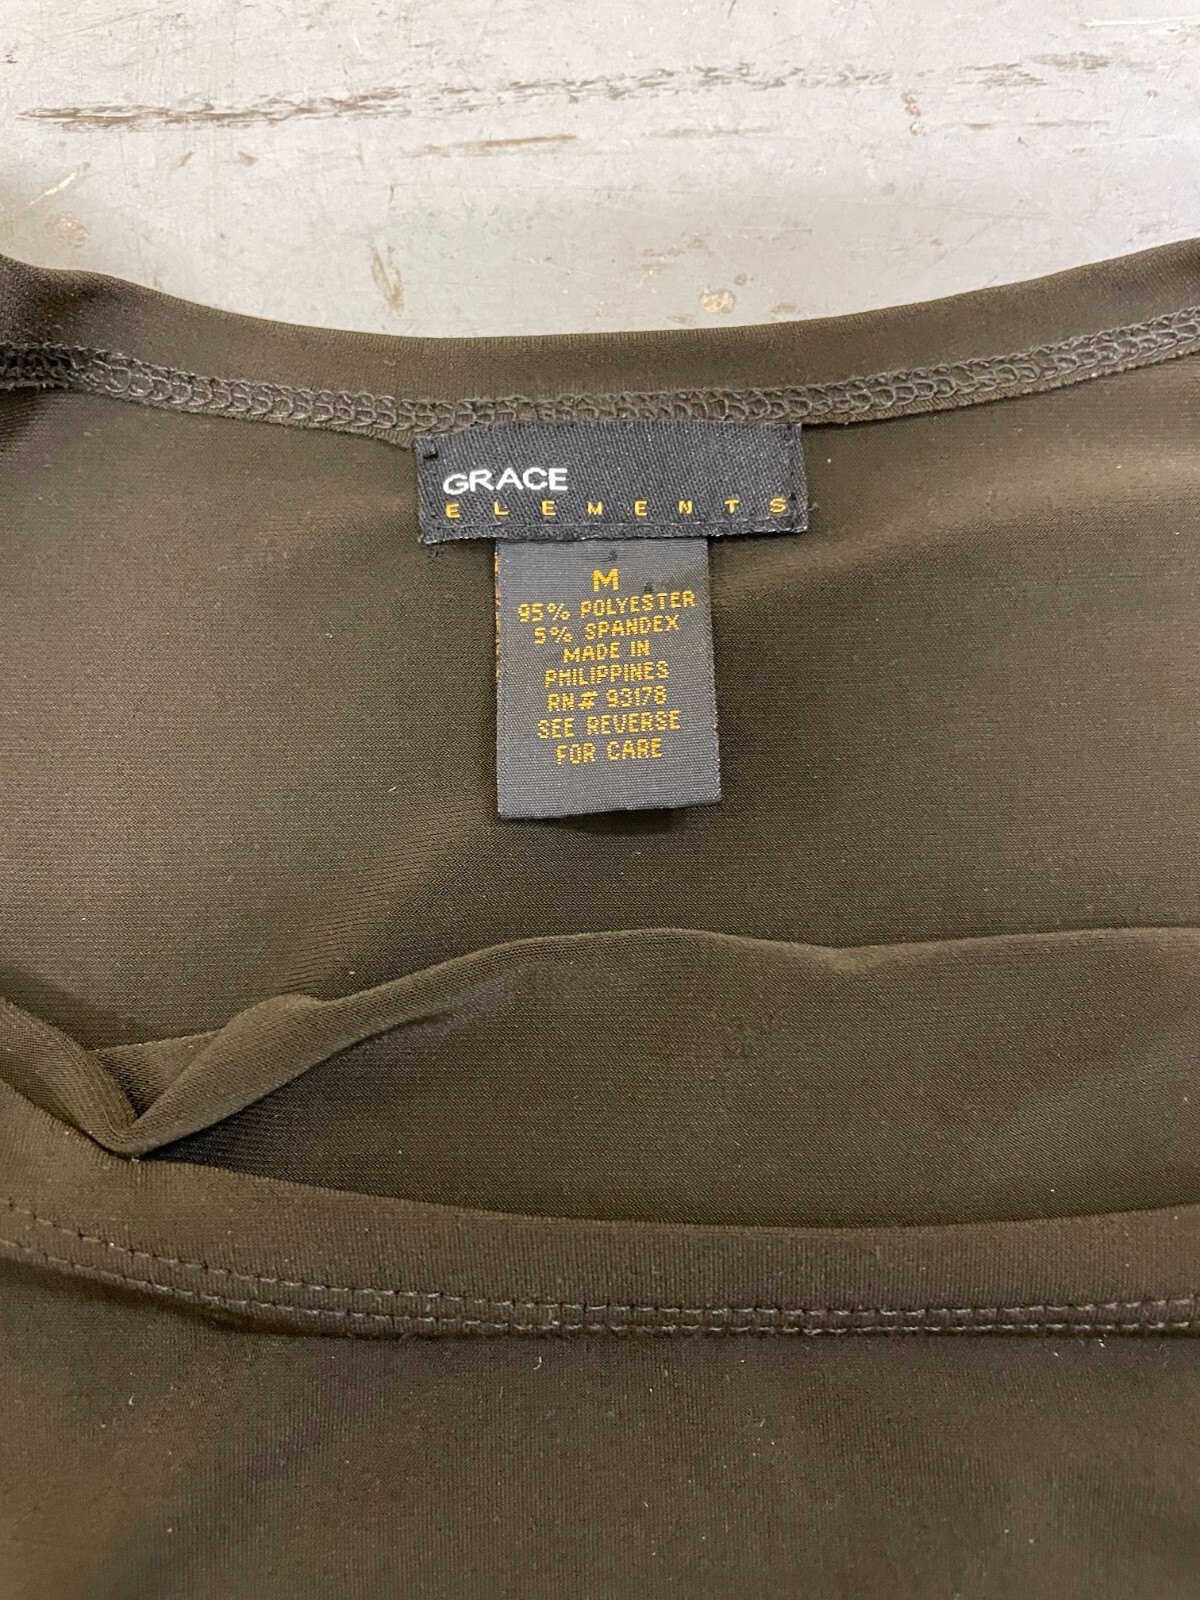 GRACE
ELEMENTS
M
95% POLYESTER
5% SPANDEX
MADE IN
PHILIPPINES
RN# 93178
SEE REVERSE
FOR CARE